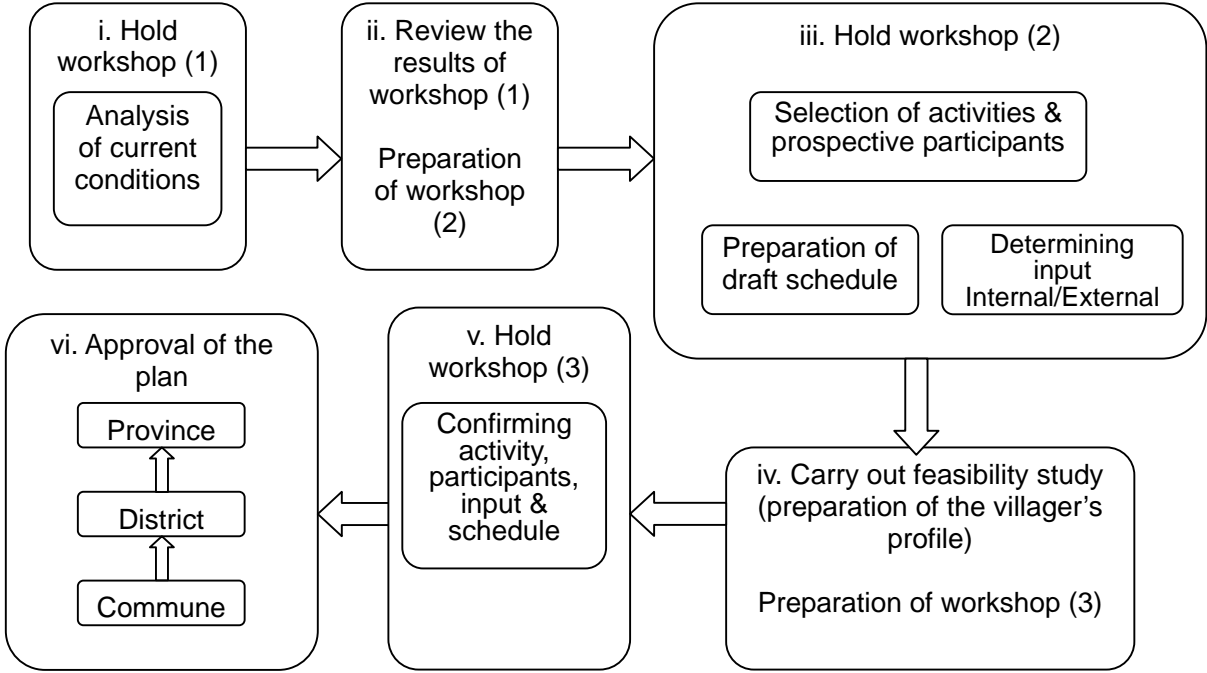 i. Hold
workshop (1)
Analysis
of current
conditions
ii. Review the
results of
workshop (1)
Preparation
of workshop
(2)
iii. Hold workshop (2)
Selection of activities &
prospective participants
Preparation of
draft schedule
Determining
input
Internal/External
iv. Carry out feasibility study
(preparation of the villager's
profile)
Preparation of workshop (3)
v. Hold
workshop (3)
Confirming
activity,
participants,
input &
schedule
vi. Approval of the
plan
Province
District
Commune